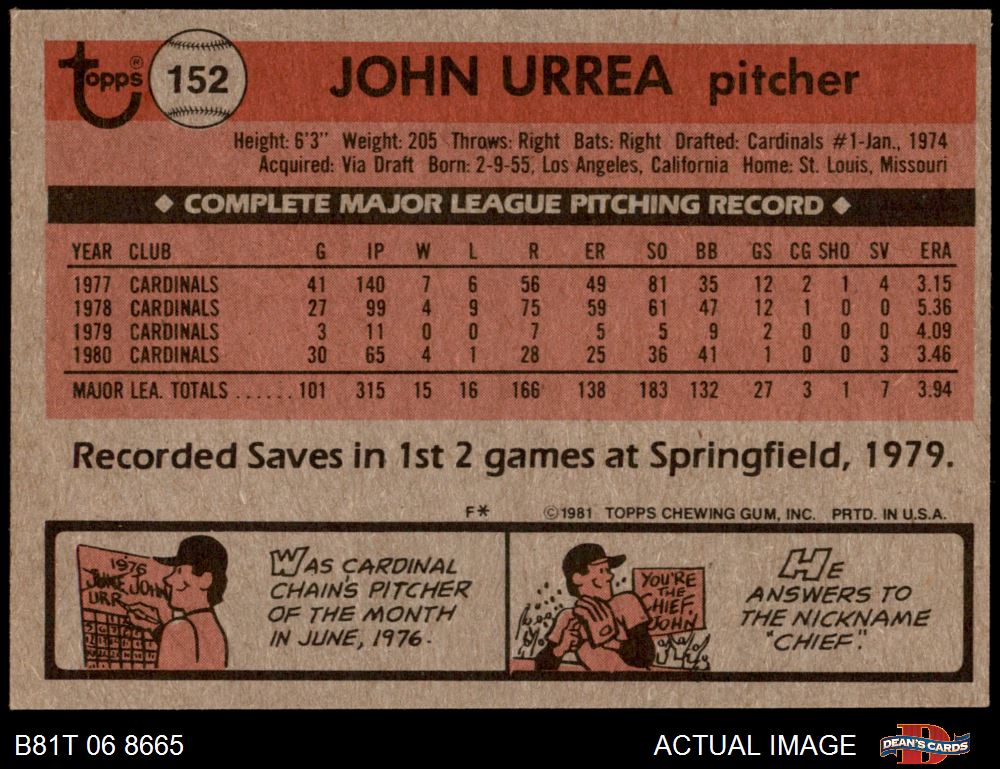 Topps® 152 JOHN URREA pitcher
Height: 6'3" Weight: 205 Throws: Right Bats: Right Drafted: Cardinals #1-Jan., 1974
Acquired: Via Draft Born: 2-9-55, Los Angeles, California Home: St. Louis, Missouri
◆ COMPLETE MAJOR LEAGUE PITCHING RECORD ◆
YEAR CLUB G IP W L R ER SO BB GS CG SHO SV ERA
1977 CARDINALS 41 140 7 6 56 49 81 35 12 2 1 4 3.15
1978 CARDINALS 27 99 4 9 75 59 61 47 12 1 0 0 5.36
1979 CARDINALS 3 11 0 0 7 5 5 9 2 0 0 0 4.09
1980 CARDINALS 30 65 4 1 28 25 36 41 1 0 0 3 3.46
MAJOR LEA. TOTALS ...... 101 315 15 16 166 138 183 132 27 3 1 7 3.94
Recorded Saves in 1st 2 games at Springfield, 1979.
F* ©1981 TOPPS CHEWING GUM, INC. PRTD. IN U.S.A.
1976
JUNE JOHN
URR
WAS CARDINAL
CHAIN'S PITCHER
OF THE MONTH
IN JUNE, 1976.
YOU'RE
THE
CHIEF,
JOHN
HE
ANSWERS TO
THE NICKNAME
"CHIEF".
B81T 06 8665
ACTUAL IMAGE
DEAN'S CARDS